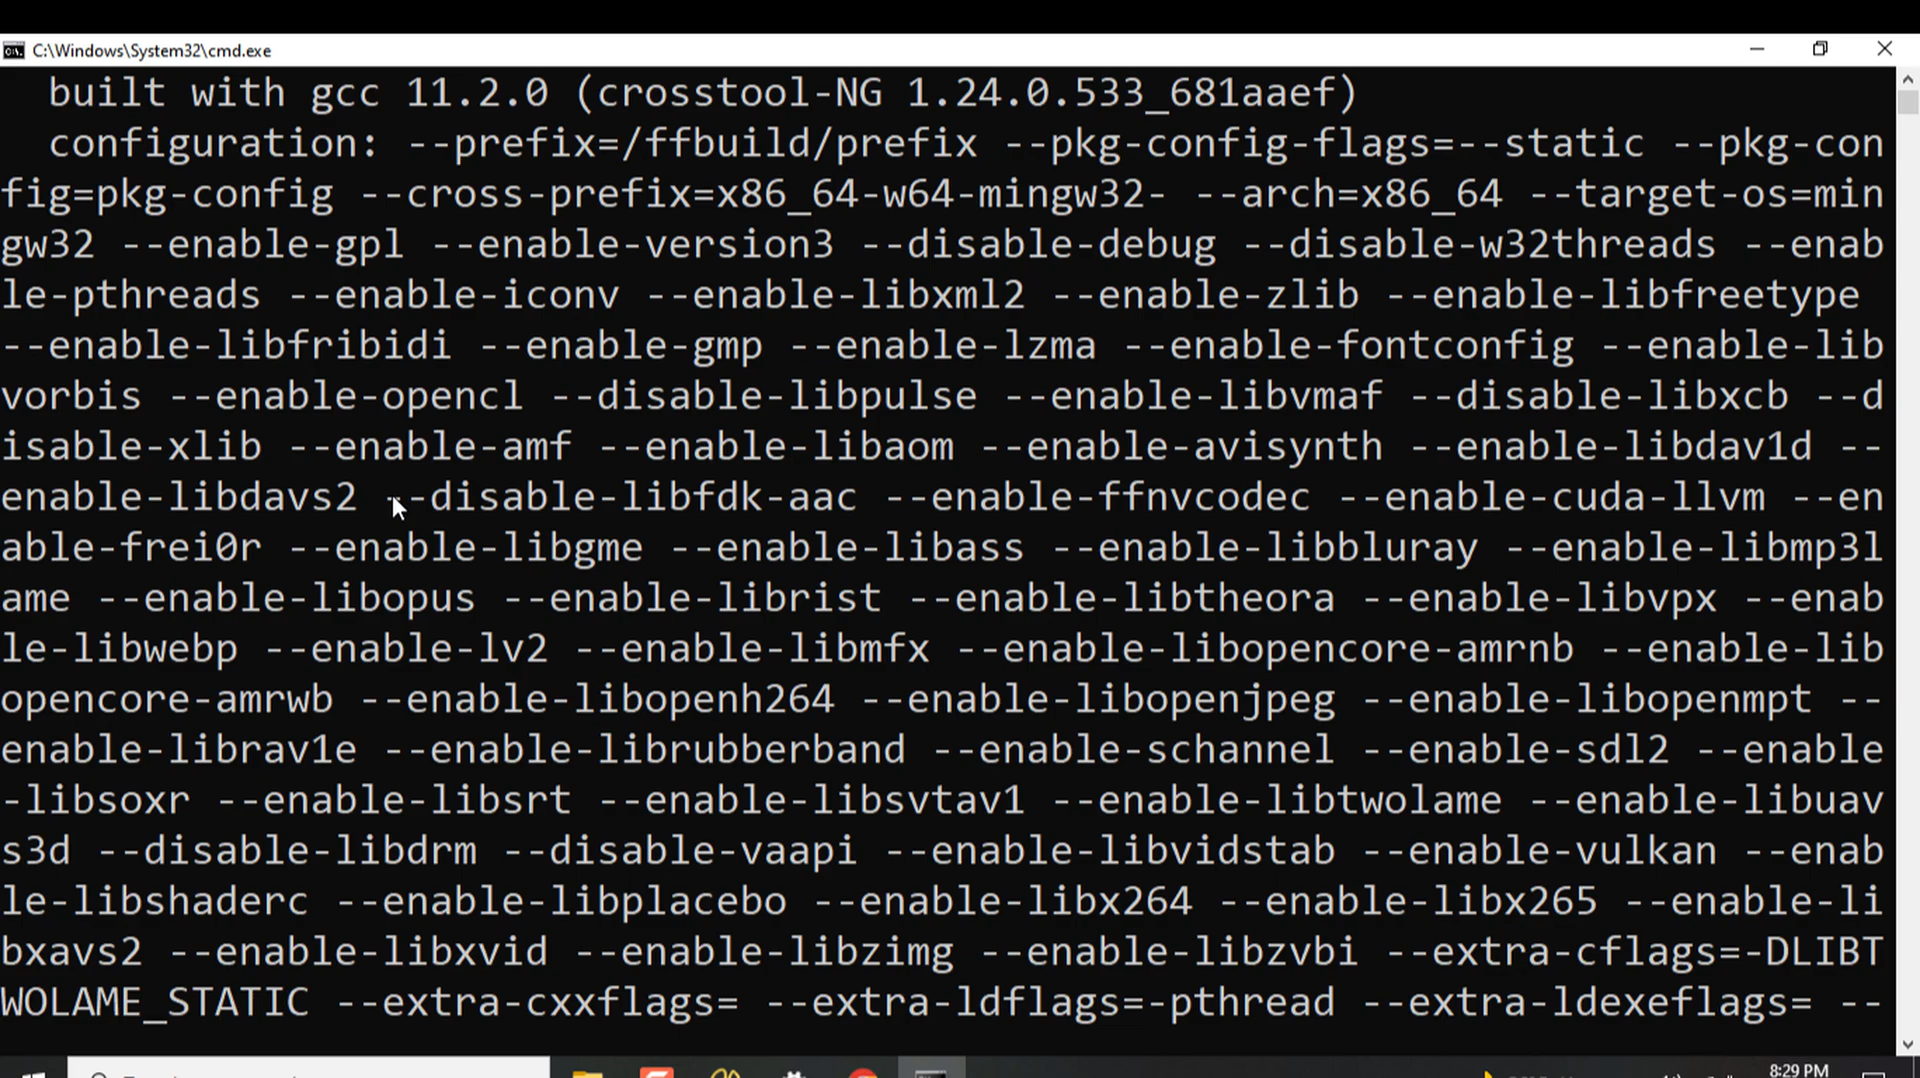 C:\Windows\System32\cmd.exe
built with gcc 11.2.0 (crosstool-NG 1.24.0.533_681aaef)
configuration: --prefix=/ffbuild/prefix --pkg-config-flags=--static --pkg-con
fig=pkg-config --cross-prefix=x86_64-w64-mingw32- --arch=x86_64 --target-os=min
gw32 --enable-gpl --enable-version3 --disable-debug --disable-w32threads --enab
le-pthreads --enable-iconv --enable-libxml2 --enable-zlib --enable-libfreetype
--enable-libfribidi --enable-gmp --enable-lzma --enable-fontconfig --enable-lib
vorbis --enable-opencl --disable-libpulse --enable-libvmaf --disable-libxcb --d
isable-xlib --enable-amf --enable-libaom --enable-avisynth --enable-libdav1d --
enable-libdavs2 --disable-libfdk-aac --enable-ffnvcodec --enable-cuda-llvm --en
able-frei0r --enable-libgme --enable-libass --enable-libbluray --enable-libmp3l
ame --enable-libopus --enable-librist --enable-libtheora --enable-libvpx --enab
le-libwebp --enable-lv2 --enable-libmfx --enable-libopencore-amrnb --enable-lib
opencore-amrwb --enable-libopenh264 --enable-libopenjpeg --enable-libopenmpt --
enable-librav1e --enable-librubberband --enable-schannel --enable-sdl2 --enable
-libsoxr --enable-libsrt --enable-libsvtav1 --enable-libtwolame --enable-libuav
s3d --disable-libdrm --disable-vaapi --enable-libvidstab --enable-vulkan --enab
le-libshaderc --enable-libplacebo --enable-libx264 --enable-libx265 --enable-li
bxavs2 --enable-libxvid --enable-libzimg --enable-libzvbi --extra-cflags=-DLIBT
WOLAME_STATIC --extra-cxxflags= --extra-ldflags=-pthread --extra-ldexeflags= --
8:29 PM